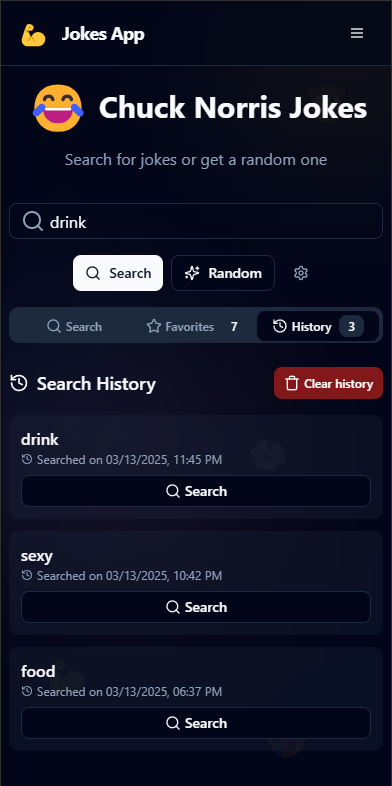 Jokes App
Chuck Norris Jokes
Search for jokes or get a random one
drink
Search Random
Search Favorites 7 History 3
Search History Clear history
drink
Searched on 03/13/2025, 11:45 PM
Search
sexy
Searched on 03/13/2025, 10:42 PM
Search
food
Searched on 03/13/2025, 06:37 PM
Search